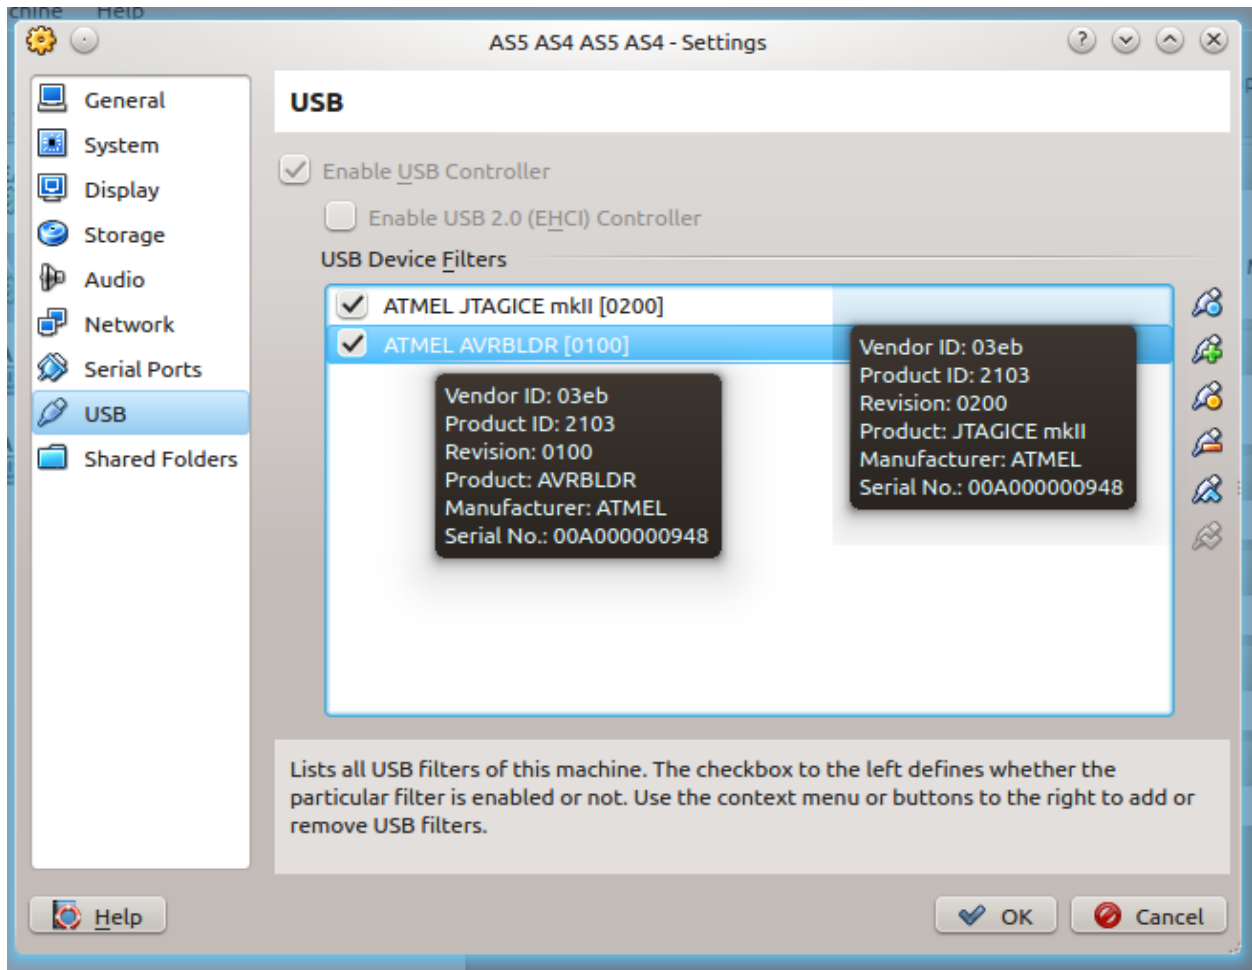 chine Help
AS5 AS4 AS5 AS4 - Settings
General
System
Display
Storage
Audio
Network
Serial Ports
USB
Shared Folders
USB
Enable USB Controller
Enable USB 2.0 (EHCI) Controller
USB Device Filters
ATMEL JTAGICE mkII [0200]
ATMEL AVRBLDR [0100]
Vendor ID: 03eb
Product ID: 2103
Revision: 0100
Product: AVRBLDR
Manufacturer: ATMEL
Serial No.: 00A000000948
Vendor ID: 03eb
Product ID: 2103
Revision: 0200
Product: JTAGICE mkII
Manufacturer: ATMEL
Serial No.: 00A000000948
Lists all USB filters of this machine. The checkbox to the left defines whether the
particular filter is enabled or not. Use the context menu or buttons to the right to add or
remove USB filters.
Help
OK
Cancel